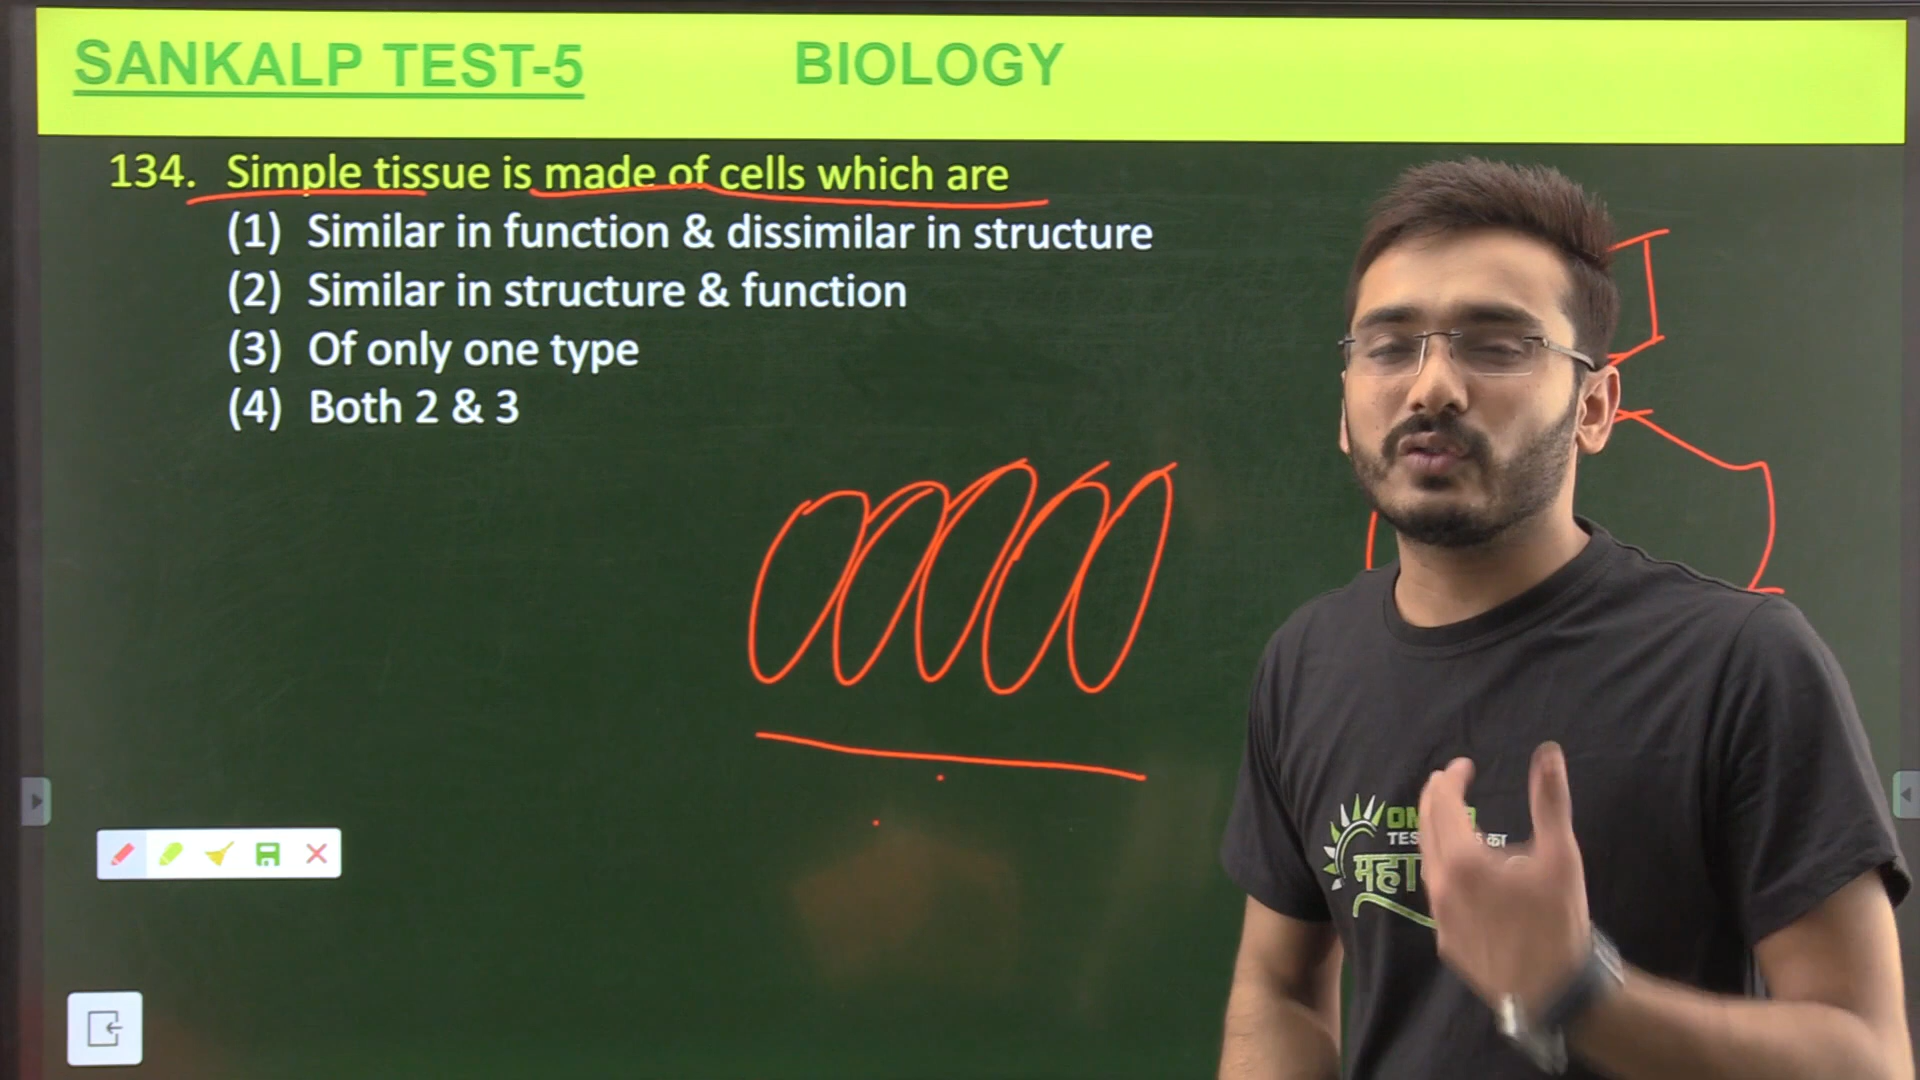 SANKALP TEST-5 BIOLOGY
134. Simple tissue is made of cells which are
(1) Similar in function & dissimilar in structure
(2) Similar in structure & function
(3) Of only one type
(4) Both 2 & 3
का